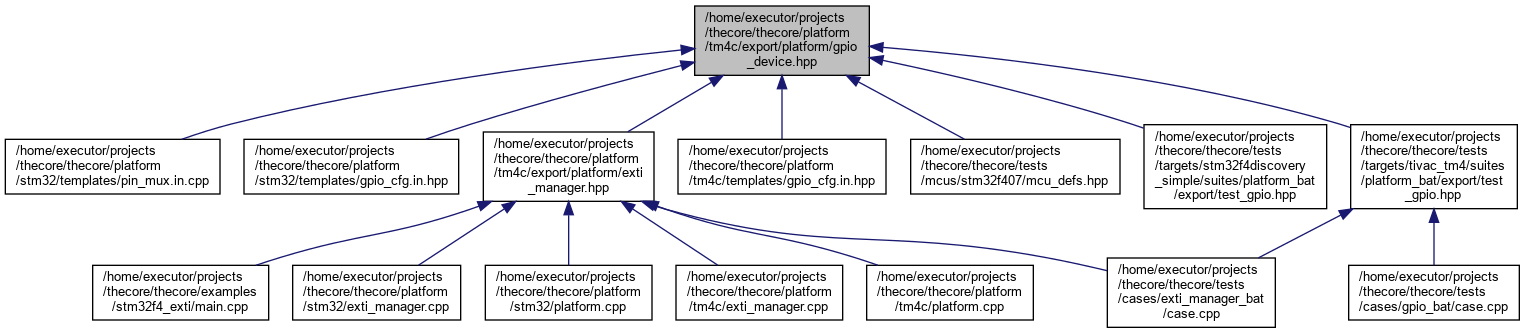 /home/executor/projects
/thecore/thecore/platform
/tm4c/export/platform/gpio
_device.hpp
/home/executor/projects
/thecore/thecore/platform
/stm32/templates/pin_mux.in.cpp
/home/executor/projects
/thecore/thecore/platform
/stm32/templates/gpio_cfg.in.hpp
/home/executor/projects
/thecore/thecore/platform
/tm4c/export/platform/exti
_manager.hpp
/home/executor/projects
/thecore/thecore/platform
/tm4c/templates/gpio_cfg.in.hpp
/home/executor/projects
/thecore/thecore/tests
/mcus/stm32f407/mcu_defs.hpp
/home/executor/projects
/thecore/thecore/tests
/targets/stm32f4discovery
_simple/suites/platform_bat
/export/test_gpio.hpp
/home/executor/projects
/thecore/thecore/tests
/targets/tivac_tm4/suites
/platform_bat/export/test
_gpio.hpp
/home/executor/projects
/thecore/thecore/examples
/stm32f4_exti/main.cpp
/home/executor/projects
/thecore/thecore/platform
/stm32/exti_manager.cpp
/home/executor/projects
/thecore/thecore/platform
/stm32/platform.cpp
/home/executor/projects
/thecore/thecore/platform
/tm4c/exti_manager.cpp
/home/executor/projects
/thecore/thecore/platform
/tm4c/platform.cpp
/home/executor/projects
/thecore/thecore/tests
/cases/exti_manager_bat
/case.cpp
/home/executor/projects
/thecore/thecore/tests
/cases/gpio_bat/case.cpp